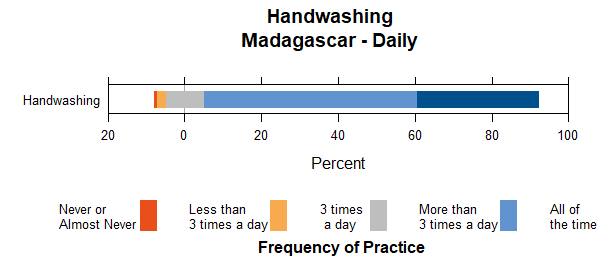 Handwashing
Madagascar - Daily
Handwashing
20 0 20 40 60 80 100
Percent
Never or Less than 3 times More than All of
Almost Never 3 times a day a day 3 times a day the time
Frequency of Practice